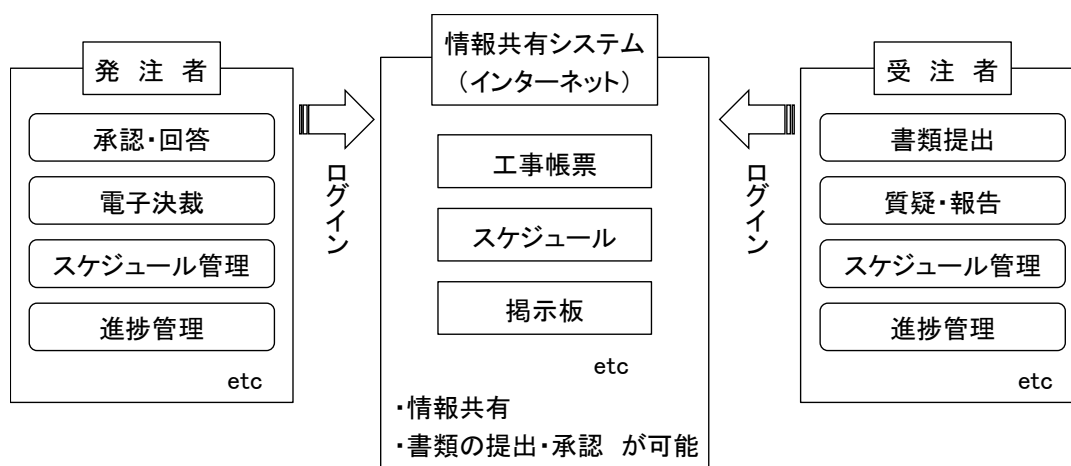 発 注 者
承認・回答
電子決裁
スケジュール管理
進捗管理
etc
ログイン
情報共有システム
(インターネット)
工事帳票
スケジュール
掲示板
etc
・情報共有
・書類の提出・承認 が可能
ログイン
受 注 者
書類提出
質疑・報告
スケジュール管理
進捗管理
etc